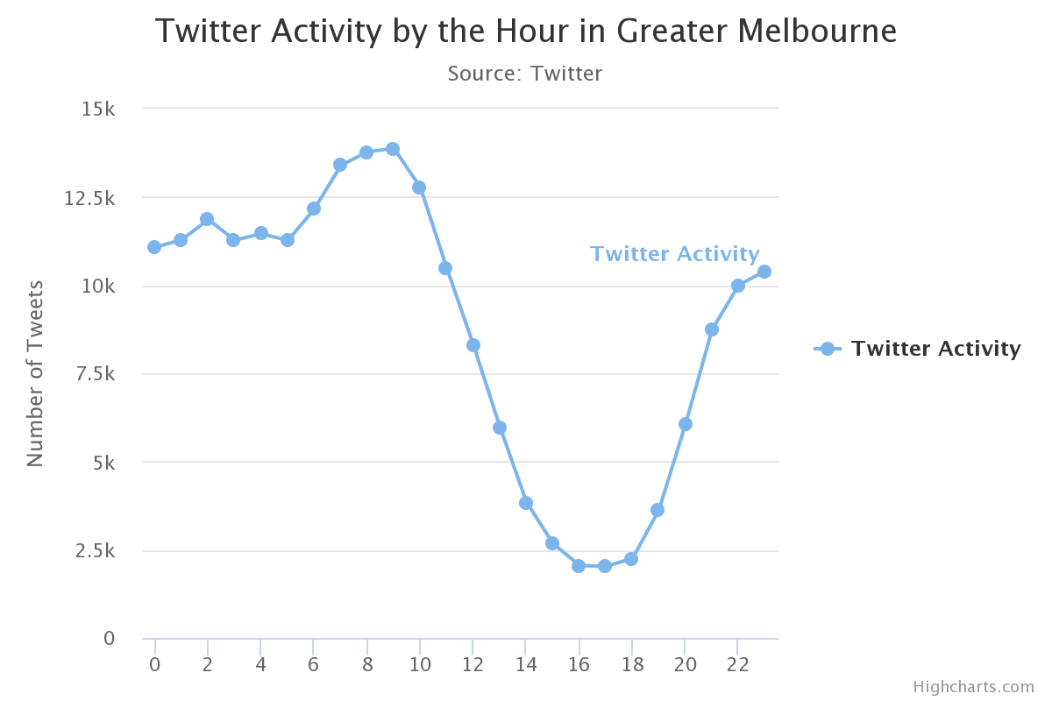 Twitter Activity by the Hour in Greater Melbourne
Source: Twitter
15k
12.5k
10k
7.5k
5k
2.5k
0
Number of Tweets
Twitter Activity
Twitter Activity
0 2 4 6 8 10 12 14 16 18 20 22
Highcharts.com